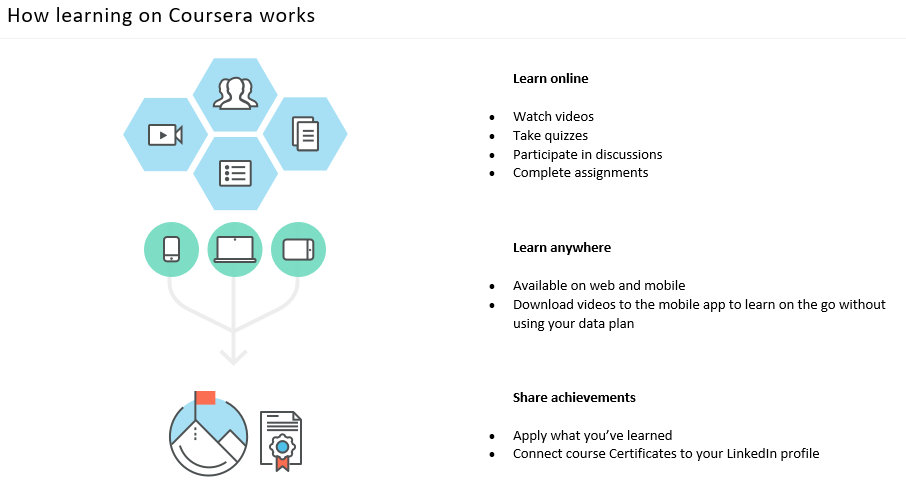 How learning on Coursera works
Learn online
• Watch videos
• Take quizzes
• Participate in discussions
• Complete assignments
Learn anywhere
• Available on web and mobile
• Download videos to the mobile app to learn on the go without
using your data plan
Share achievements
• Apply what you’ve learned
• Connect course Certificates to your LinkedIn profile